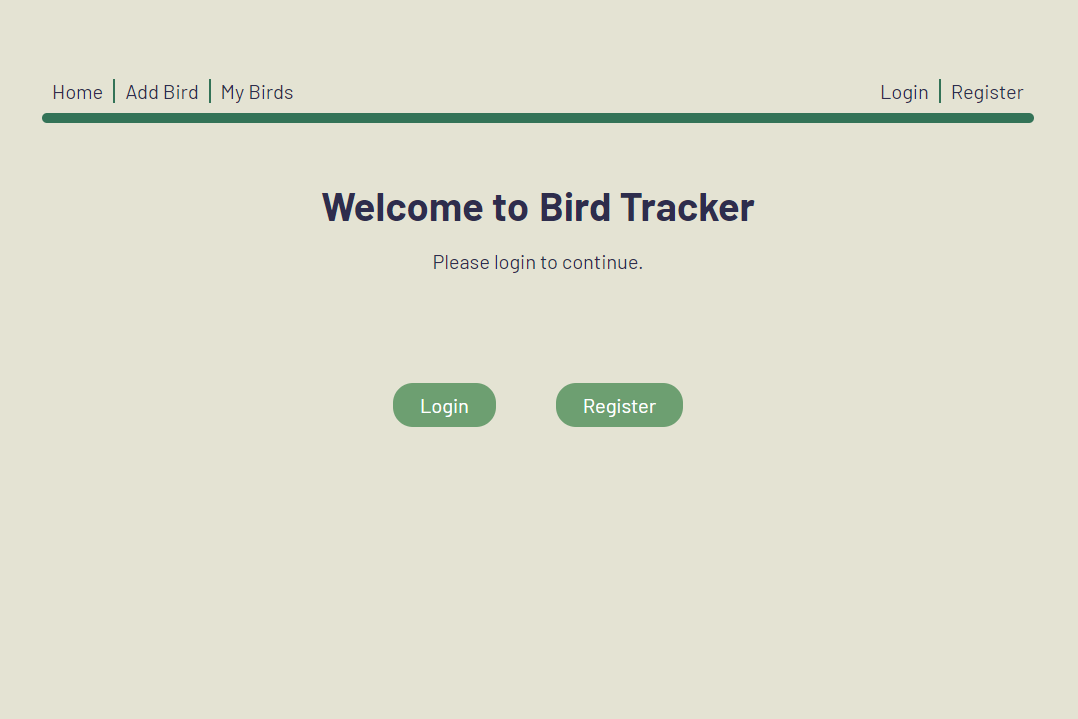 Home Add Bird My Birds Login Register
Welcome to Bird Tracker
Please login to continue.
Login Register